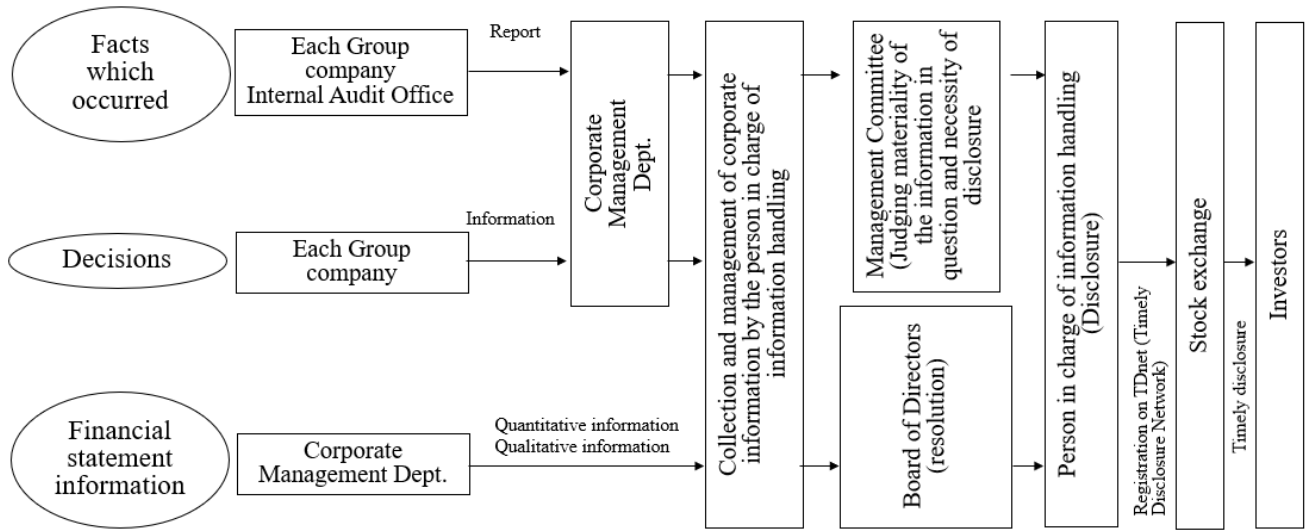 Facts
which
occurred
Each Group
company
Internal Audit Office
Report
Decisions
Each Group
company
Information
Corporate
Management
Dept.
Financial
statement
information
Corporate
Management Dept.
Quantitative information
Qualitative information
Collection and management of corporate
information by the person in charge of
information handling
Management Committee
(Judging materiality of
the information in
question and necessity of
disclosure
Board of Directors
(resolution)
Person in charge of information handling
(Disclosure)
Registration on TDnet (Timely
Disclosure Network)
Stock exchange
Timely disclosure
Investors